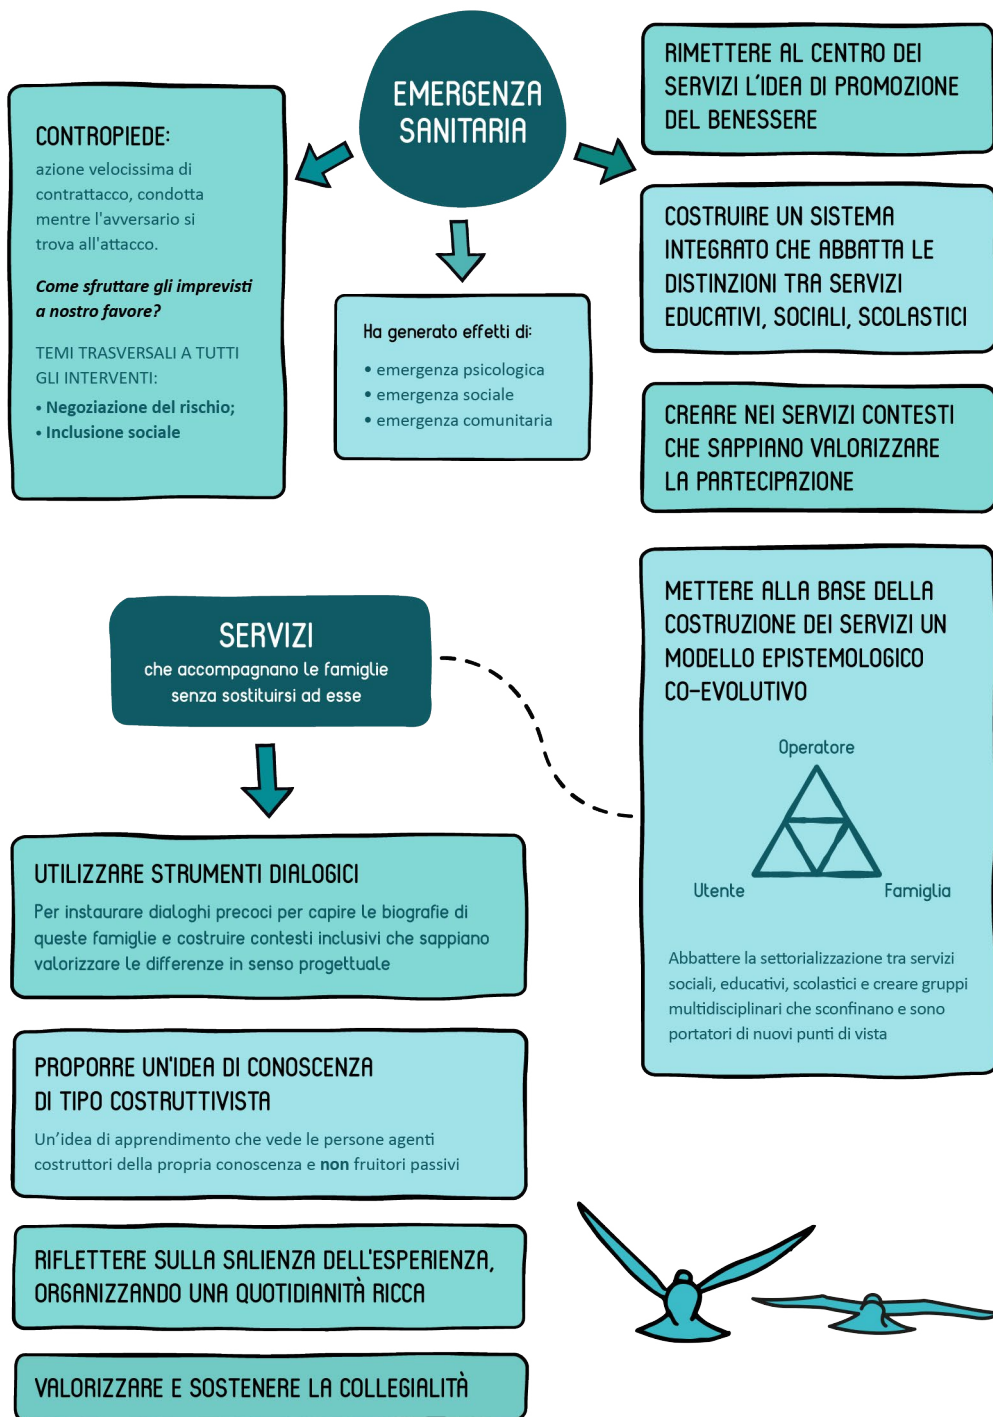 EMERGENZA
SANITARIA
CONTROPIEDE:
azione velocissima di
contrattacco, condotta
mentre l'avversario si
trova all'attacco.
Come sfruttare gli imprevisti
a nostro favore?
TEMI TRASVERSALI A TUTTI
GLI INTERVENTI:
• Negoziazione del rischio;
• Inclusione sociale
Ha generato effetti di:
• emergenza psicologica
• emergenza sociale
• emergenza comunitaria
RIMETTERE AL CENTRO DEI
SERVIZI L'IDEA DI PROMOZIONE
DEL BENESSERE
COSTRUIRE UN SISTEMA
INTEGRATO CHE ABBATTA LE
DISTINZIONI TRA SERVIZI
EDUCATIVI, SOCIALI, SCOLASTICI
CREARE NEI SERVIZI CONTESTI
CHE SAPPIANO VALORIZZARE
LA PARTECIPAZIONE
METTERE ALLA BASE DELLA
COSTRUZIONE DEI SERVIZI UN
MODELLO EPISTEMOLOGICO
CO-EVOLUTIVO
Operatore
Utente
Famiglia
Abbattere la settorializzazione tra servizi
sociali, educativi, scolastici e creare gruppi
multidisciplinari che sconfinano e sono
portatori di nuovi punti di vista
SERVIZI
che accompagnano le famiglie
senza sostituirsi ad esse
UTILIZZARE STRUMENTI DIALOGICI
Per instaurare dialoghi precoci per capire le biografie di
queste famiglie e costruire contesti inclusivi che sappiano
valorizzare le differenze in senso progettuale
PROPORRE UN'IDEA DI CONOSCENZA
DI TIPO COSTRUTTIVISTA
Un'idea di apprendimento che vede le persone agenti
costruttori della propria conoscenza e non fruitori passivi
RIFLETTERE SULLA SALIENZA DELL'ESPERIENZA,
ORGANIZZANDO UNA QUOTIDIANITÀ RICCA
VALORIZZARE E SOSTENERE LA COLLEGIALITÀ